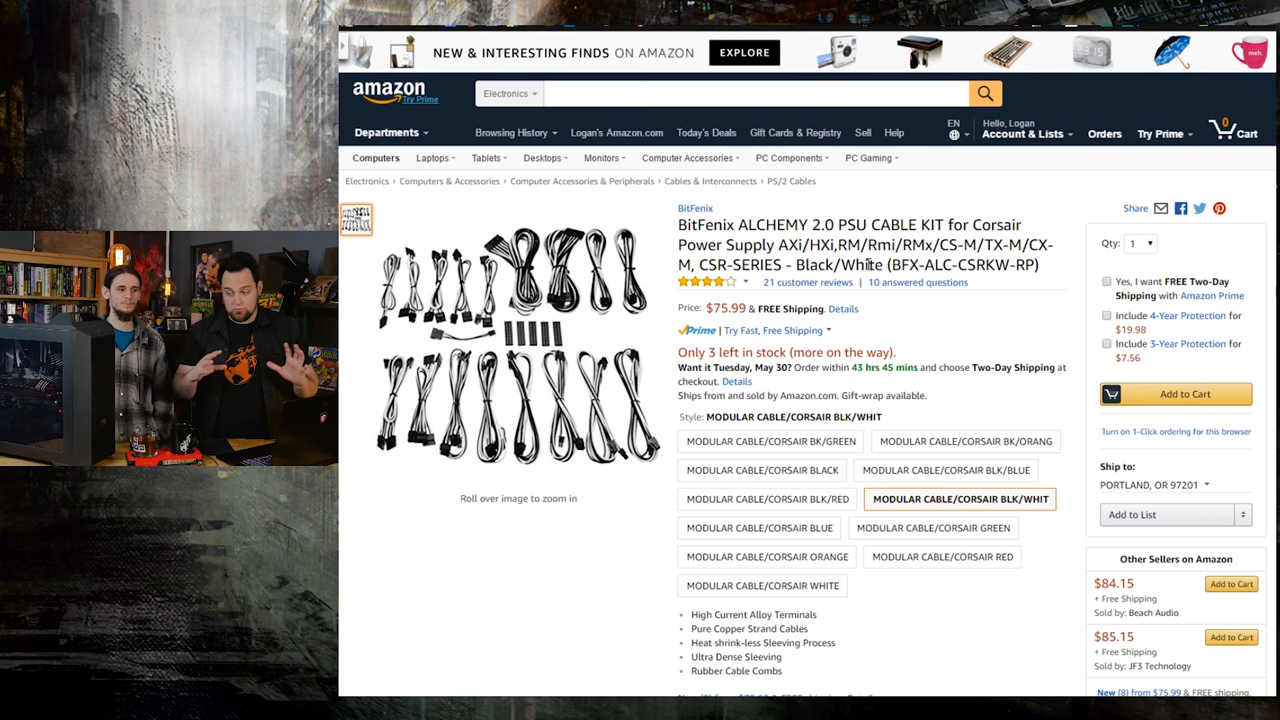 NEW & INTERESTING FINDS ON AMAZON EXPLORE
meh.
amazon
Try Prime
Electronics
Departments
Browsing History
Logan's Amazon.com
Today's Deals
Gift Cards & Registry
Sell
Help
EN
Hello, Logan
Account & Lists
Orders
Try Prime
0
Cart
Computers
Laptops
Tablets
Desktops
Monitors
Computer Accessories
PC Components
PC Gaming
Electronics › Computers & Accessories › Computer Accessories & Peripherals › Cables & Interconnects › PS/2 Cables
Roll over image to zoom in
BitFenix
BitFenix ALCHEMY 2.0 PSU CABLE KIT for Corsair
Power Supply AXi/HXi,RM/Rmi/RMx/CS-M/TX-M/CX-
M, CSR-SERIES - Black/White (BFX-ALC-CSRKW-RP)
21 customer reviews | 10 answered questions
Price: $75.99 & FREE Shipping. Details
Prime | Try Fast, Free Shipping
Only 3 left in stock (more on the way).
Want it Tuesday, May 30? Order within 43 hrs 45 mins and choose Two-Day Shipping at
checkout. Details
Ships from and sold by Amazon.com. Gift-wrap available.
Style: MODULAR CABLE/CORSAIR BLK/WHIT
MODULAR CABLE/CORSAIR BK/GREEN
MODULAR CABLE/CORSAIR BK/ORANG
MODULAR CABLE/CORSAIR BLACK
MODULAR CABLE/CORSAIR BLK/BLUE
MODULAR CABLE/CORSAIR BLK/RED
MODULAR CABLE/CORSAIR BLK/WHIT
MODULAR CABLE/CORSAIR BLUE
MODULAR CABLE/CORSAIR GREEN
MODULAR CABLE/CORSAIR ORANGE
MODULAR CABLE/CORSAIR RED
MODULAR CABLE/CORSAIR WHITE
High Current Alloy Terminals
Pure Copper Strand Cables
Heat shrink-less Sleeving Process
Ultra Dense Sleeving
Rubber Cable Combs
Share
Qty: 1
Yes, I want FREE Two-Day
Shipping with Amazon Prime
Include 4-Year Protection for
$19.98
Include 3-Year Protection for
$7.56
Add to Cart
Turn on 1-Click ordering for this browser
Ship to:
PORTLAND, OR 97201
Add to List
Other Sellers on Amazon
$84.15
Add to Cart
+ Free Shipping
Sold by: Beach Audio
$85.15
Add to Cart
+ Free Shipping
Sold by: JF3 Technology
New (8) from $75.99 & FREE shipping.